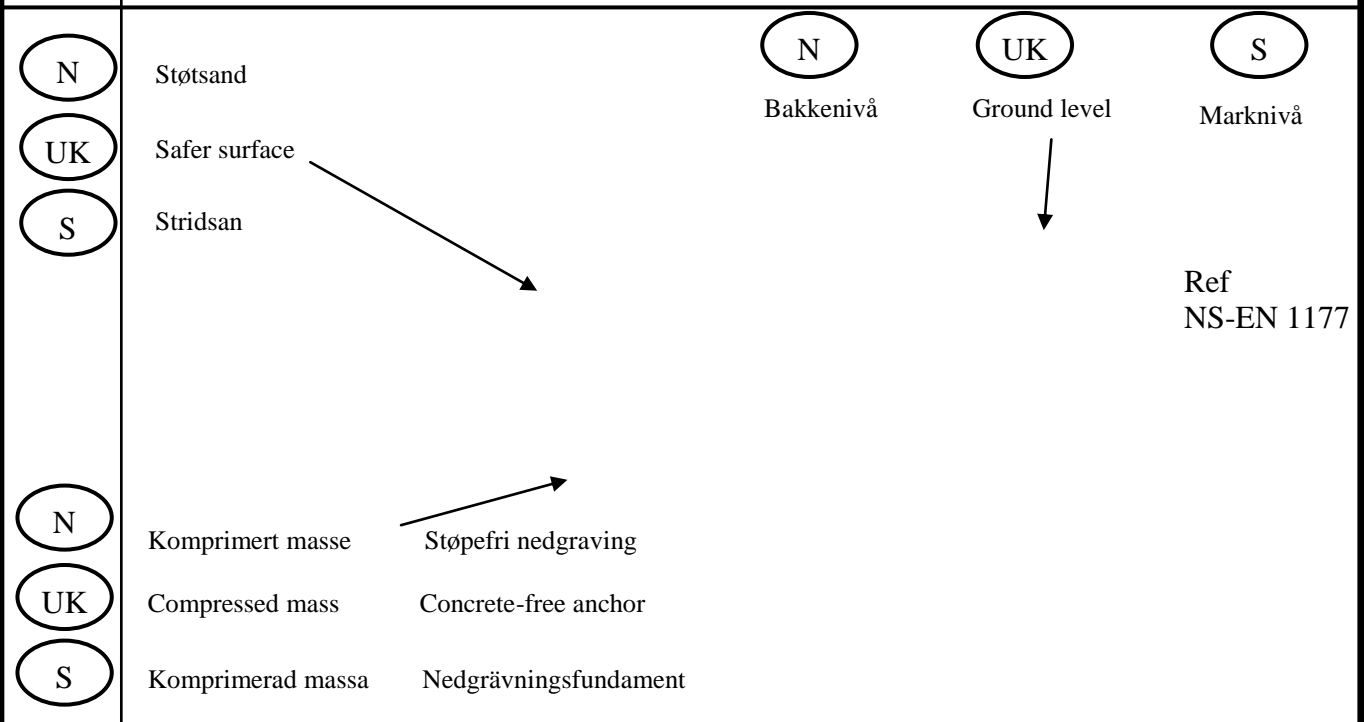 N Støtsand
UK Safer surface
S Stridsan
N UK S
Bakkenivå Ground level Marknivå
Ref
NS-EN 1177
N Komprimert masse Støpefri nedgraving
UK Compressed mass Concrete-free anchor
S Komprimerad massa Nedgrävningsfundament